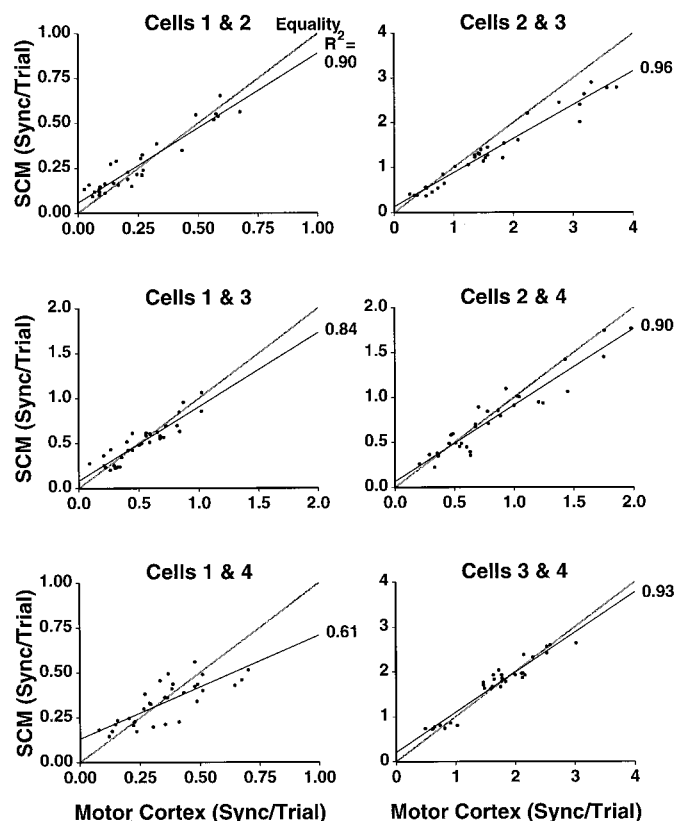 Cells 1 & 2
Equality
R2 =
0.90
SCM (Sync/Trial)
1.00
0.75
0.50
0.25
0.00
0.00 0.25 0.50 0.75 1.00
Cells 2 & 3
0.96
4
3
2
1
0
0 1 2 3 4
Cells 1 & 3
0.84
SCM (Sync/Trial)
2.0
1.5
1.0
0.5
0.0
0.0 0.5 1.0 1.5 2.0
Cells 2 & 4
0.90
2.0
1.5
1.0
0.5
0.0
0.0 0.5 1.0 1.5 2.0
Cells 1 & 4
0.61
SCM (Sync/Trial)
1.00
0.75
0.50
0.25
0.00
0.00 0.25 0.50 0.75 1.00
Motor Cortex (Sync/Trial)
Cells 3 & 4
0.93
4
3
2
1
0
0 1 2 3 4
Motor Cortex (Sync/Trial)